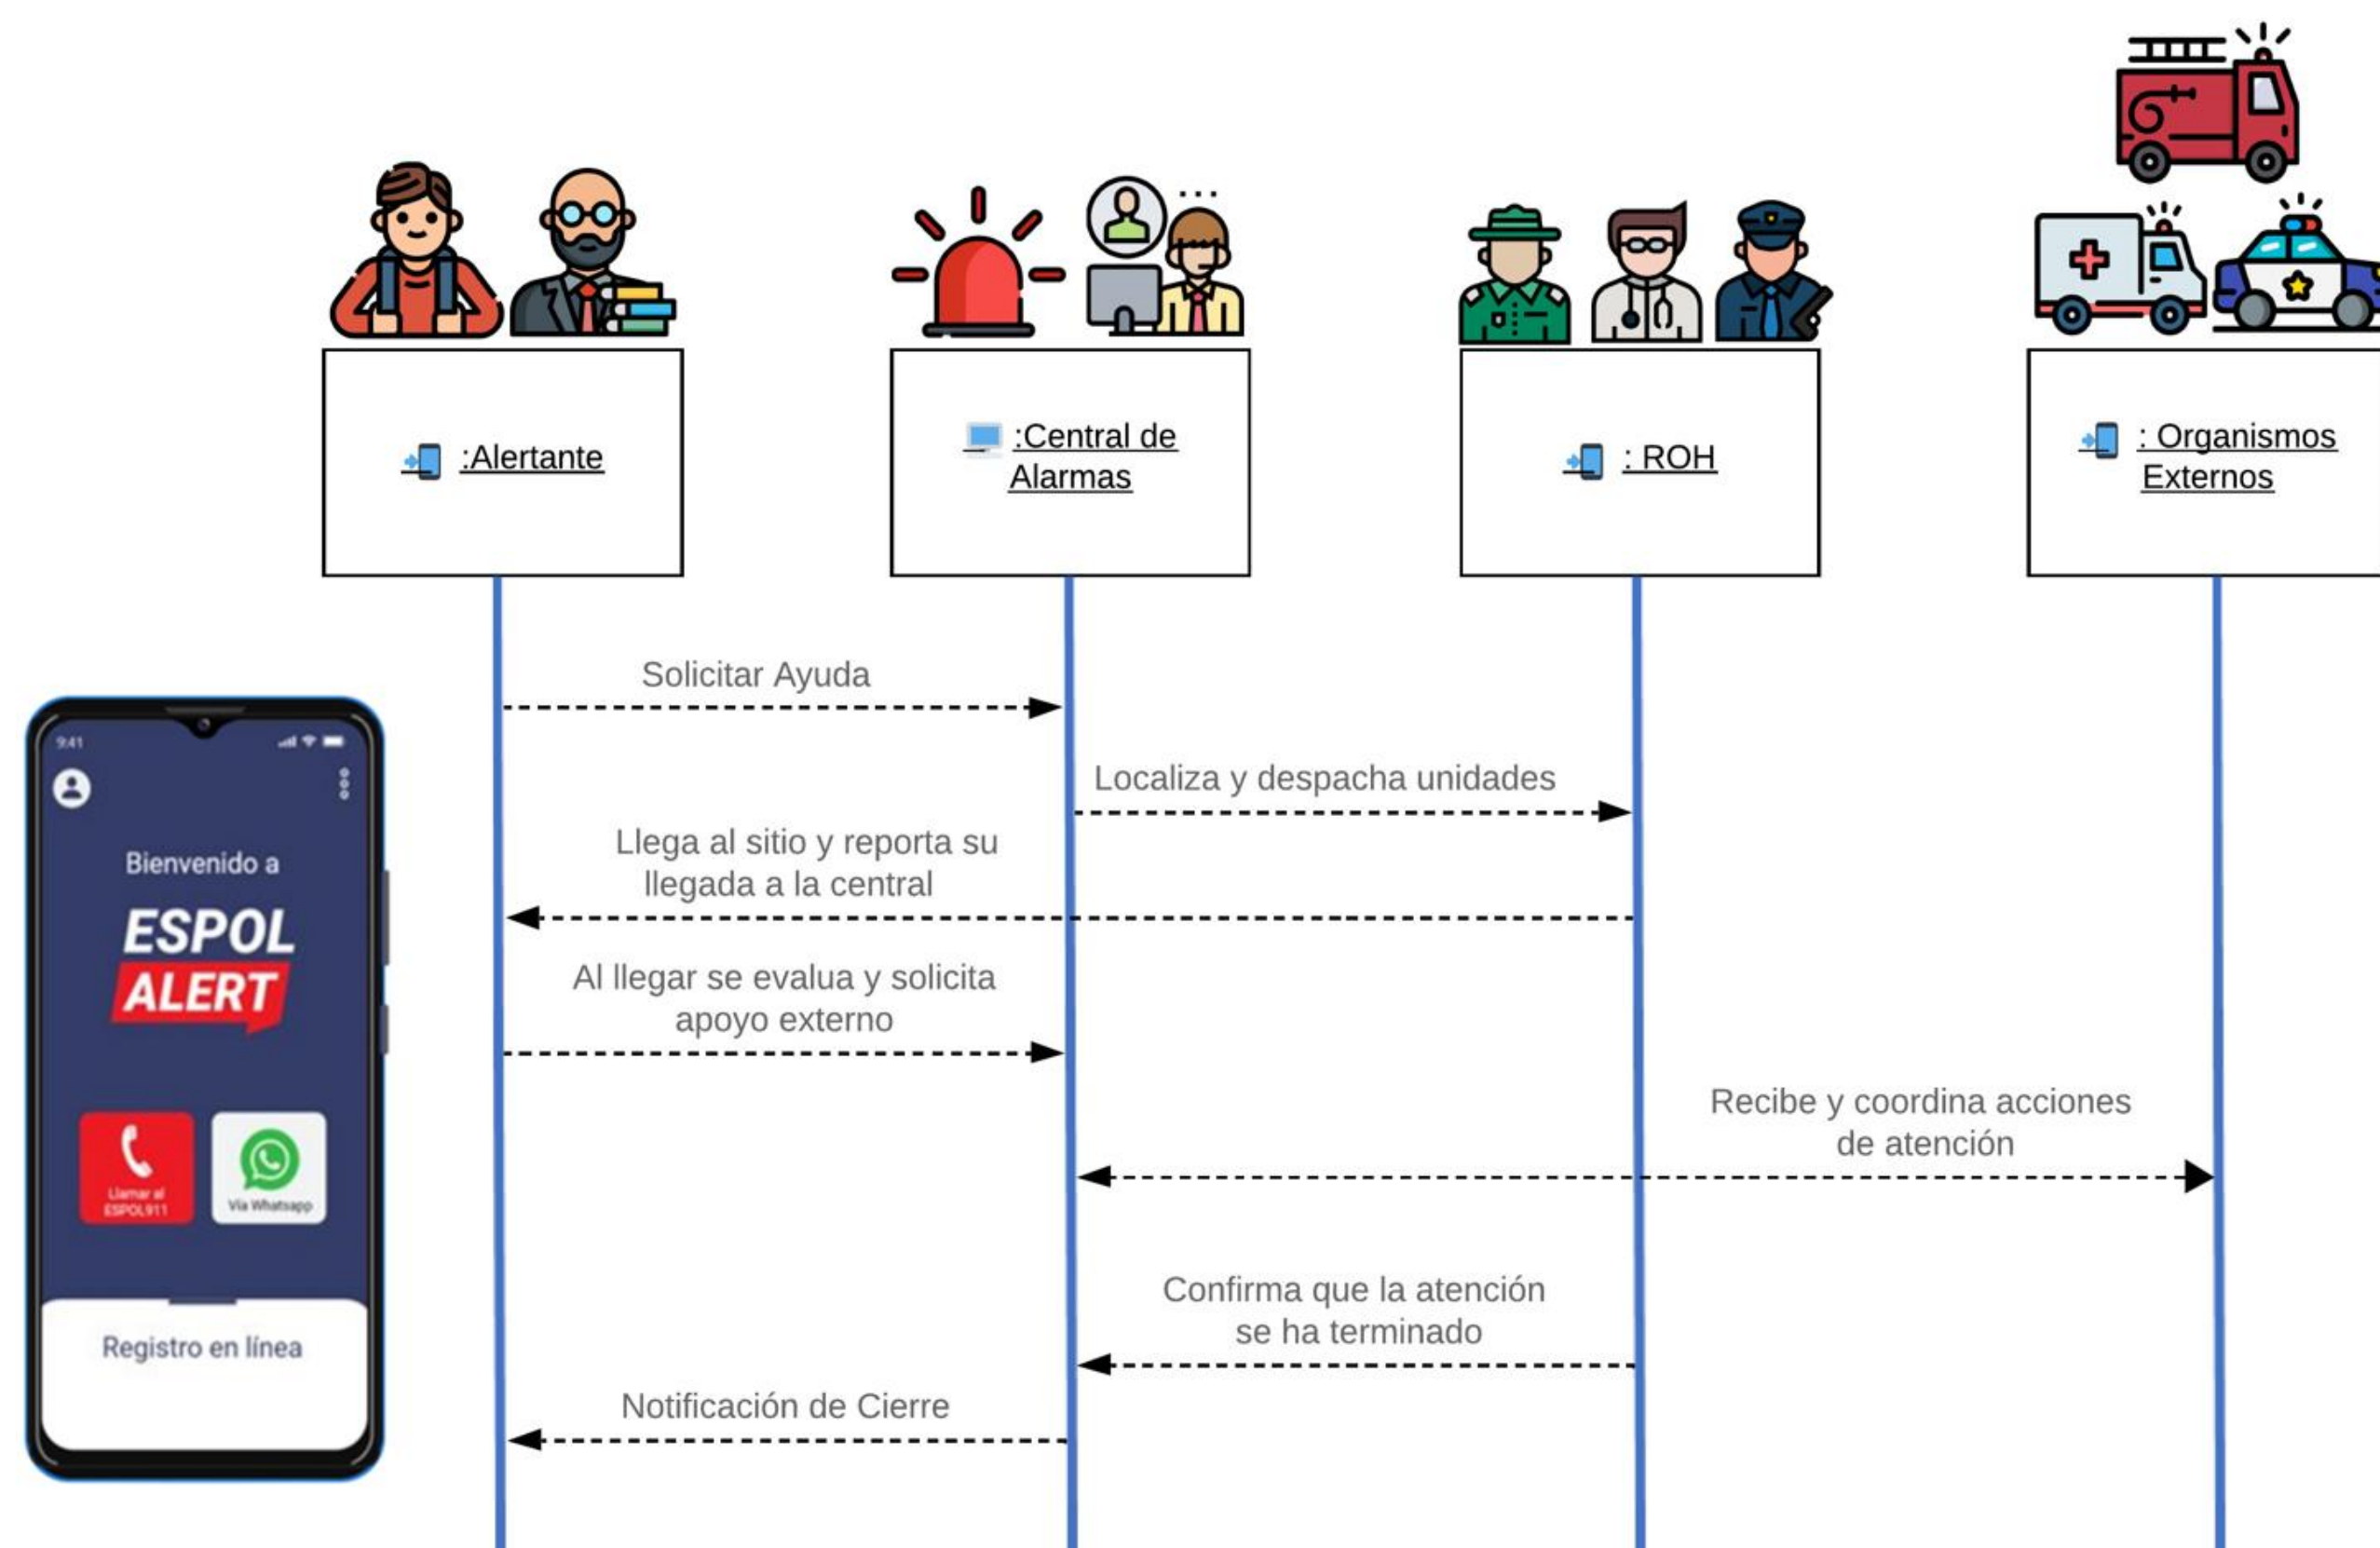 :Alertante
:Central de
Alarmas
: ROH
: Organismos
Externos
Solicitar Ayuda
Localiza y despacha unidades
Llega al sitio y reporta su
llegada a la central
Al llegar se evalua y solicita
apoyo externo
Recibe y coordina acciones
de atención
Confirma que la atención
se ha terminado
Notificación de Cierre
9:41
Bienvenido a
ESPOL
ALERT
Llamar al
ESPOL911
Vía Whatsapp
Registro en línea